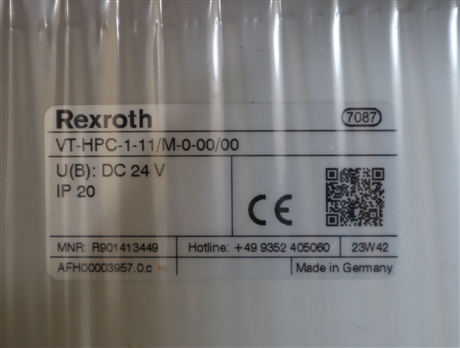 Rexroth 7087
VT-HPC-1-11/M-0-00/00
U(B): DC 24 V
IP 20
CE
MNR: R901413449 Hotline: +49 9352 405060 23W42
AFH00003957.0.c Made in Germany